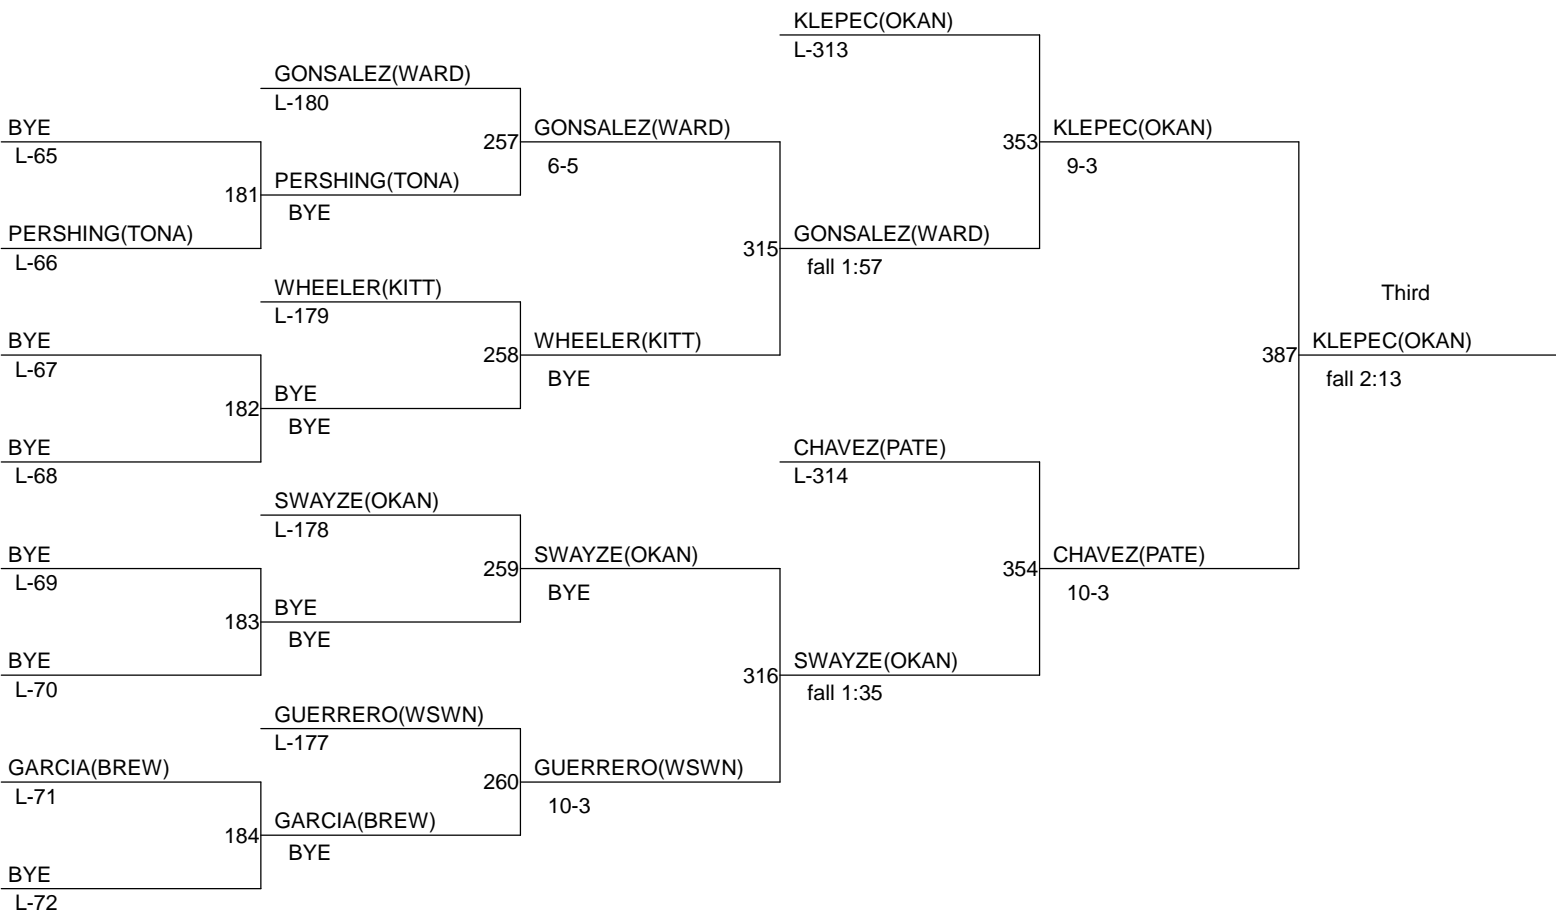 KLEPEC(OKAN)
L-313
GONSALEZ(WARD)
L-180
BYE
L-65
257
GONSALEZ(WARD)
6-5
353
KLEPEC(OKAN)
9-3
181
PERSHING(TONA)
BYE
PERSHING(TONA)
L-66
315
GONSALEZ(WARD)
fall 1:57
WHEELER(KITT)
L-179
Third
BYE
L-67
258
WHEELER(KITT)
BYE
387
KLEPEC(OKAN)
fall 2:13
182
BYE
BYE
BYE
L-68
CHAVEZ(PATE)
L-314
SWAYZE(OKAN)
L-178
BYE
L-69
259
SWAYZE(OKAN)
BYE
354
CHAVEZ(PATE)
10-3
183
BYE
BYE
BYE
L-70
316
SWAYZE(OKAN)
fall 1:35
GUERRERO(WSWN)
L-177
GARCIA(BREW)
L-71
260
GUERRERO(WSWN)
10-3
184
GARCIA(BREW)
BYE
BYE
L-72